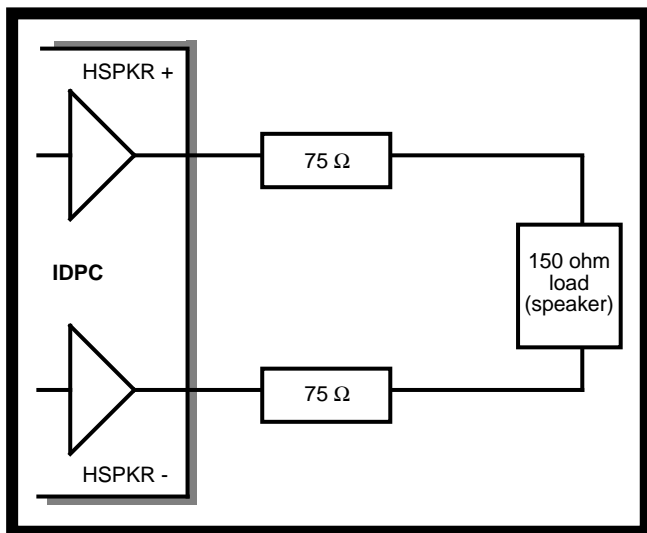 HSPKR +
75 Ω
IDPC
150 ohm
load
(speaker)
75 Ω
HSPKR -